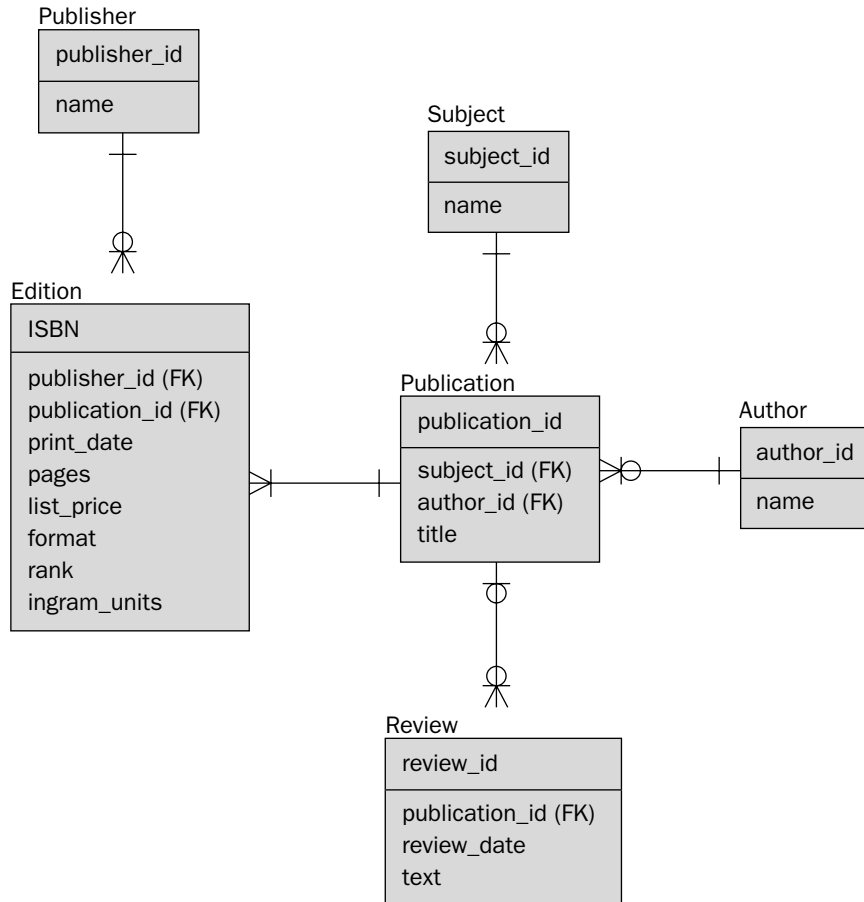 Publisher
publisher_id
name
Subject
subject_id
name
Edition
ISBN
publisher_id (FK)
publication_id (FK)
print_date
pages
list_price
format
rank
ingram_units
Publication
publication_id
subject_id (FK)
author_id (FK)
title
Author
author_id
name
Review
review_id
publication_id (FK)
review_date
text